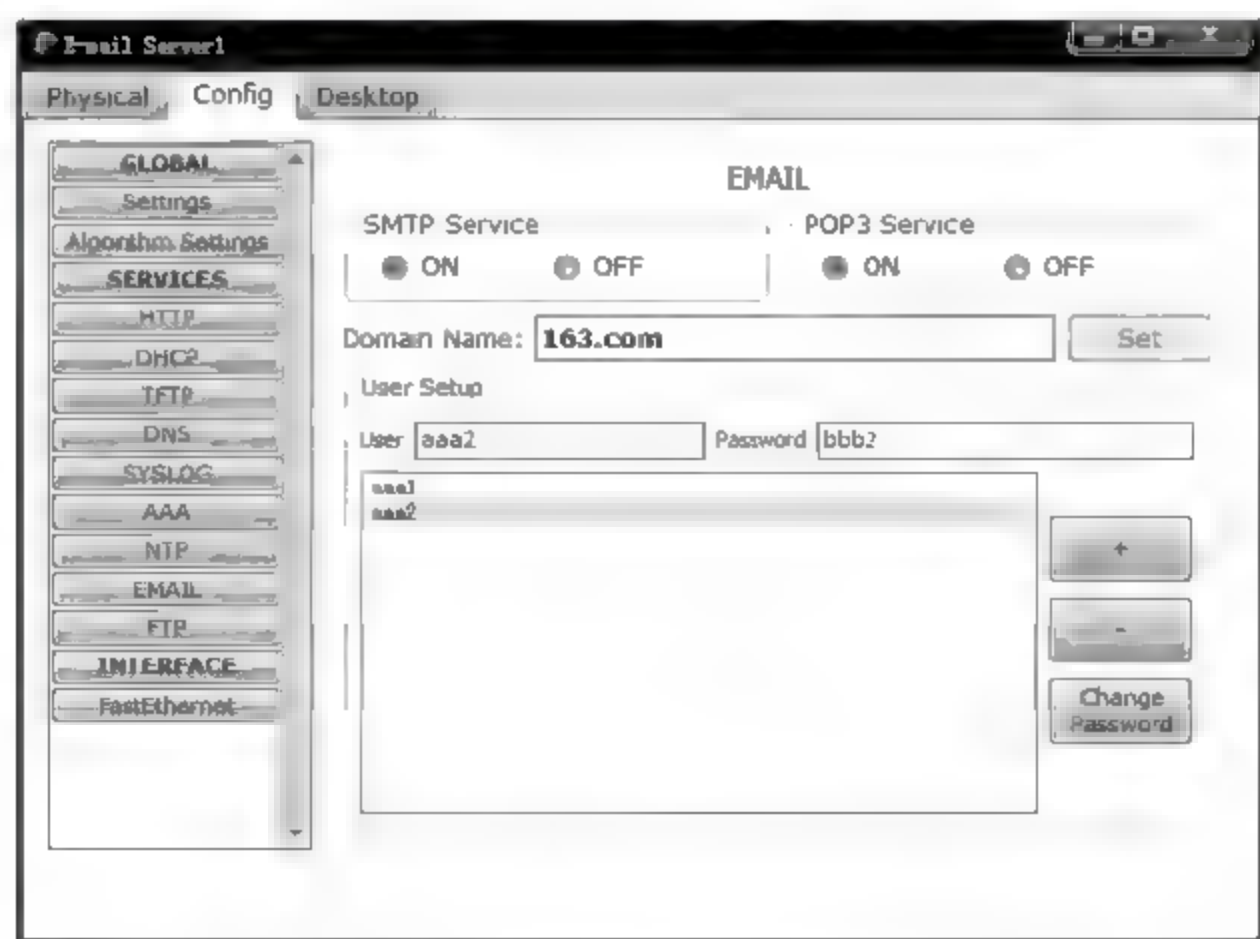 E-mail Server1
Physical Config Desktop
GLOBAL
Settings
Algorithm Settings
SERVICES
HTTP
DHCP
TFTP
DNS
SYSLOG
AAA
NTP
EMAIL
FTP
INTERFACE
FastEthernet
EMAIL
SMTP Service
ON OFF
POP3 Service
ON OFF
Domain Name: 163.com Set
User Setup
User aaa2 Password bbb2
aaa1
aaa2
+
-
Change
Password